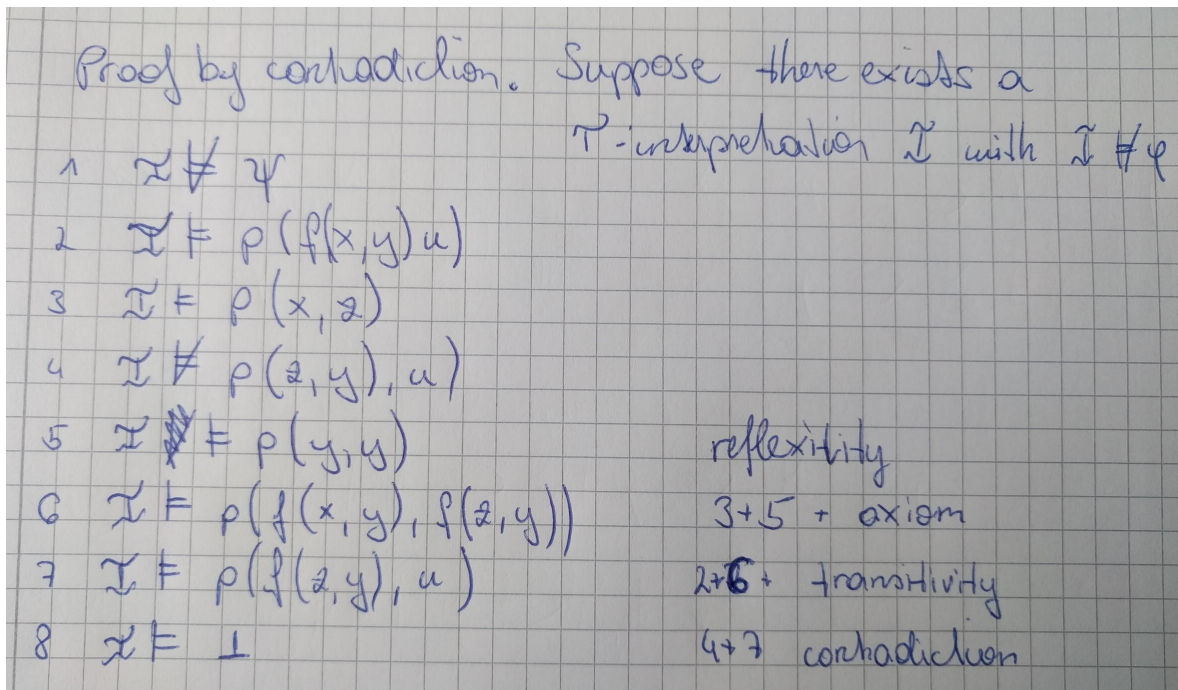 Proof by contradiction. Suppose there exists a
T-interpretation I with I ⊭ φ
1 I ⊭ ψ
2 I ⊨ p(f(x,y)u)
3 I ⊨ p(x,z)
4 I ⊭ p(z,y),u)
5 I ⊨ p(y,y) reflexitity
6 I ⊨ p(f(x,y),f(z,y)) 3+5 + axiom
7 I ⊨ p(f(z,y),u) 2+6+ transitivity
8 I ⊨ ⊥ 4+7 contradiction